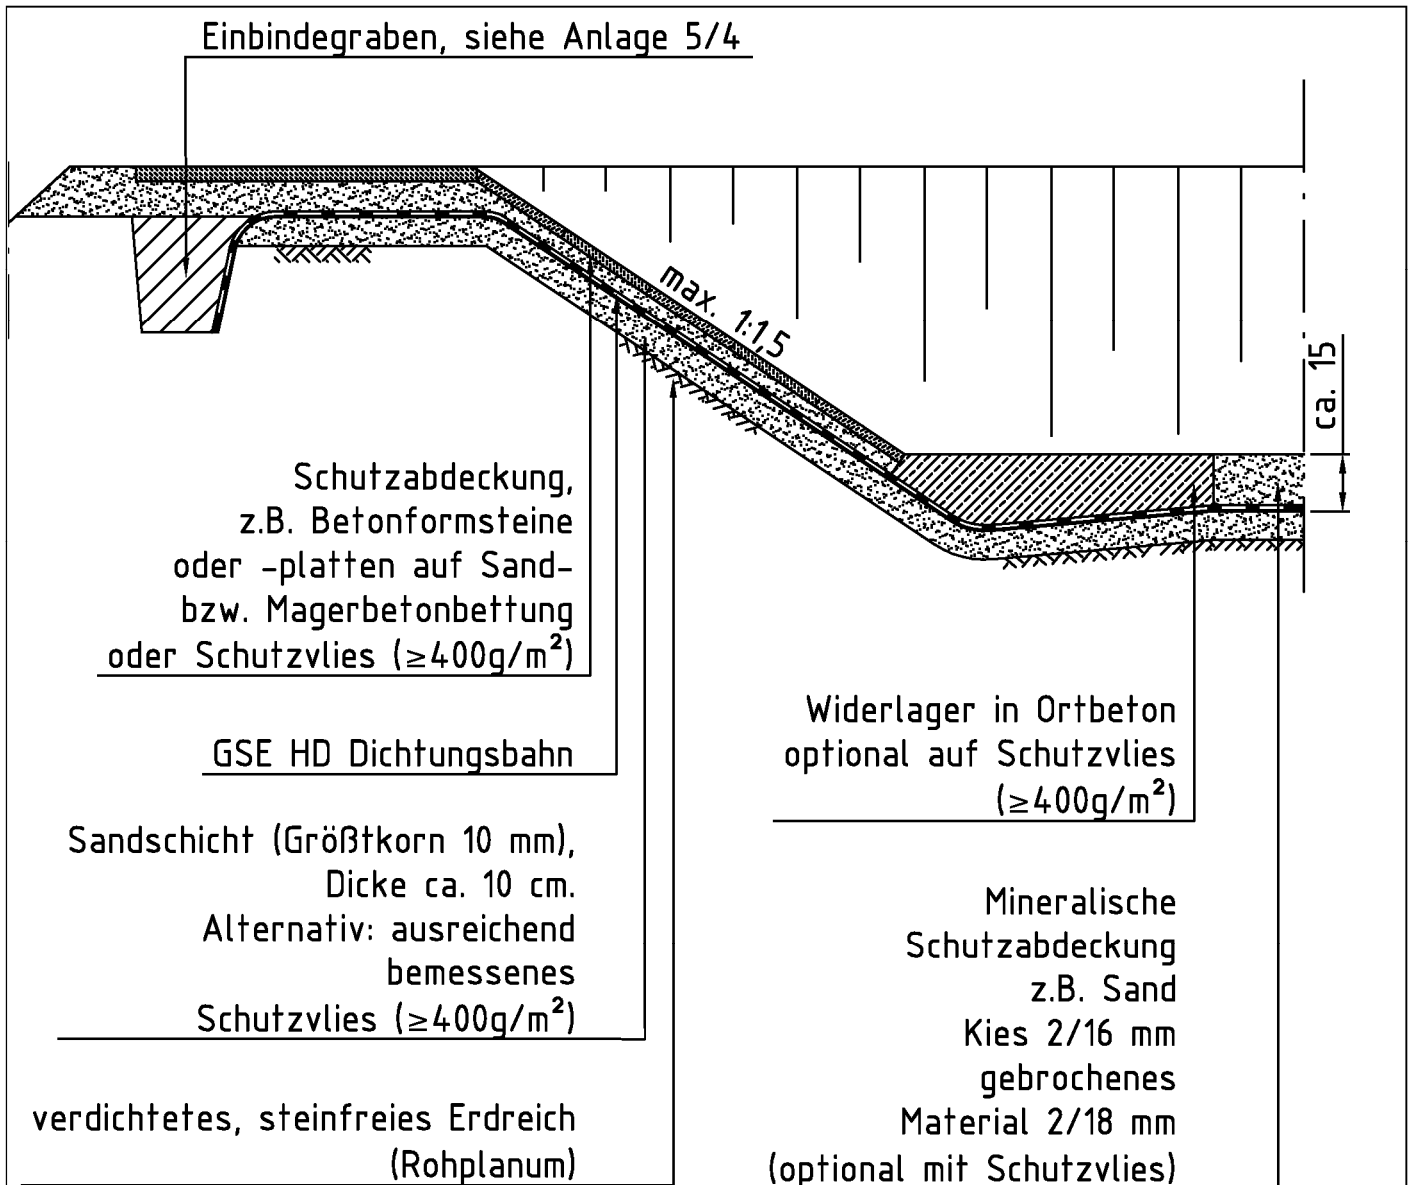 Einbindegraben, siehe Anlage 5/4
max. 1:1,5
ca. 15
Schutzabdeckung,
z.B. Betonformsteine
oder -platten auf Sand-
bzw. Magerbetonbettung
oder Schutzvlies (≥400g/m²)
GSE HD Dichtungsbahn
Sandschicht (Größtkorn 10 mm),
Dicke ca. 10 cm.
Alternativ: ausreichend
bemessenes
Schutzvlies (≥400g/m²)
verdichtetes, steinfreies Erdreich
(Rohplanum)
Widerlager in Ortbeton
optional auf Schutzvlies
(≥400g/m²)
Mineralische
Schutzabdeckung
z.B. Sand
Kies 2/16 mm
gebrochenes
Material 2/18 mm
(optional mit Schutzvlies)